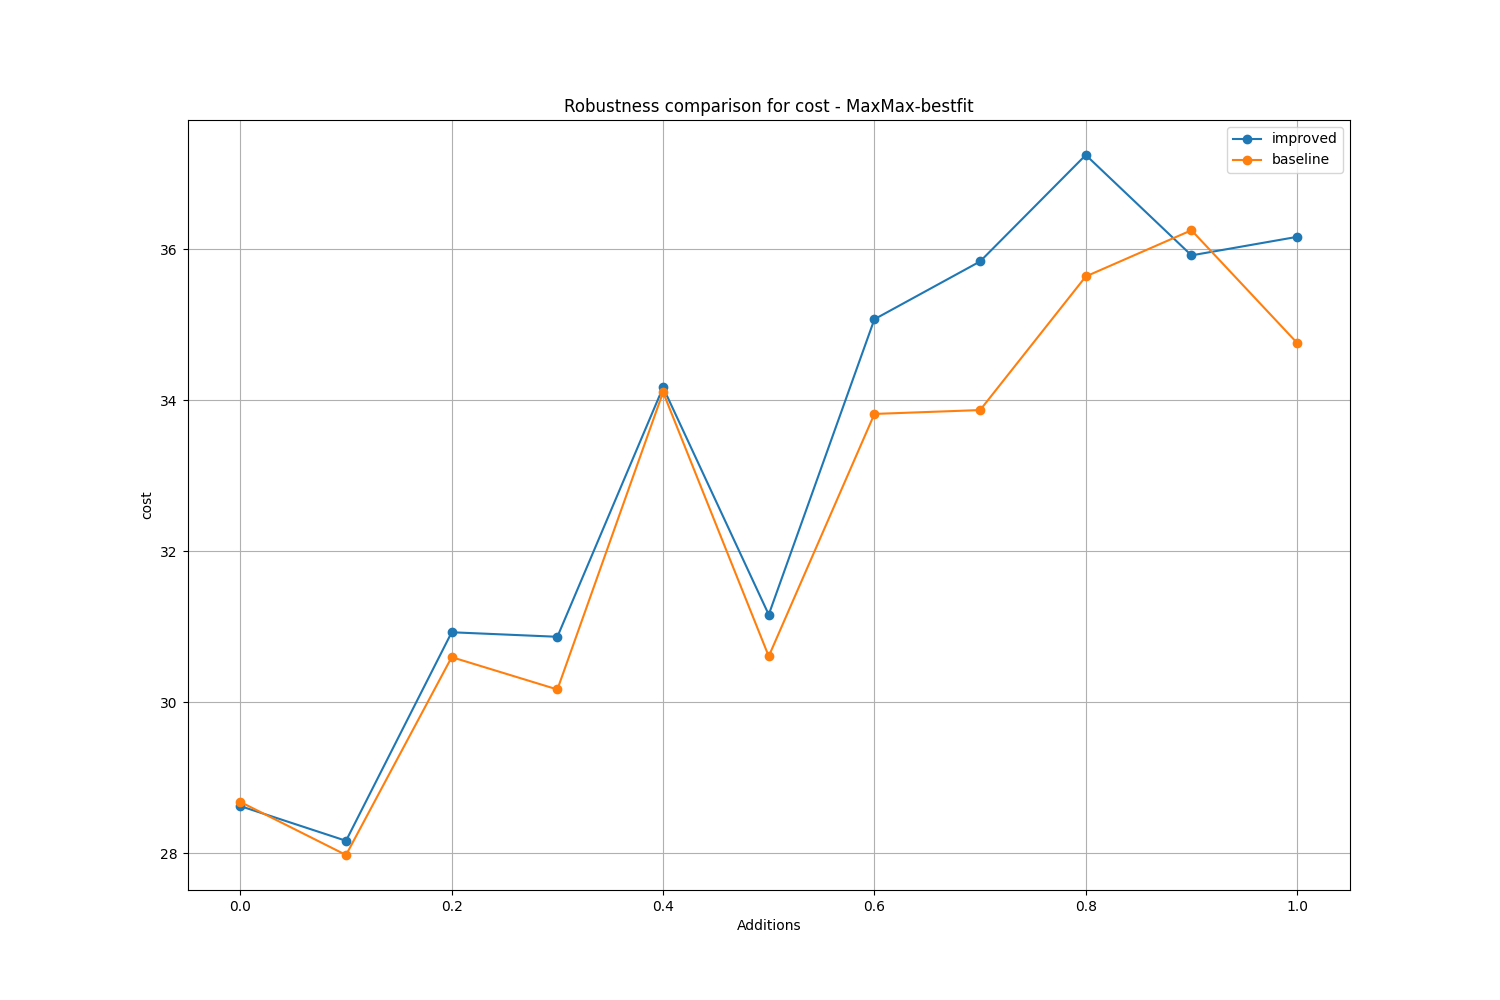 Robustness comparison for cost - MaxMax-bestfit
improved
baseline
36
34
32
30
28
cost
0.0
0.2
0.4
0.6
0.8
1.0
Additions